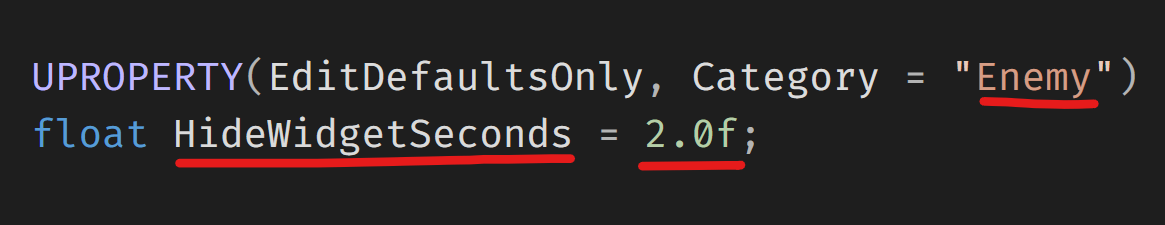 UPROPERTY(EditDefaultsOnly, Category = "Enemy")
float HideWidgetSeconds = 2.0f;